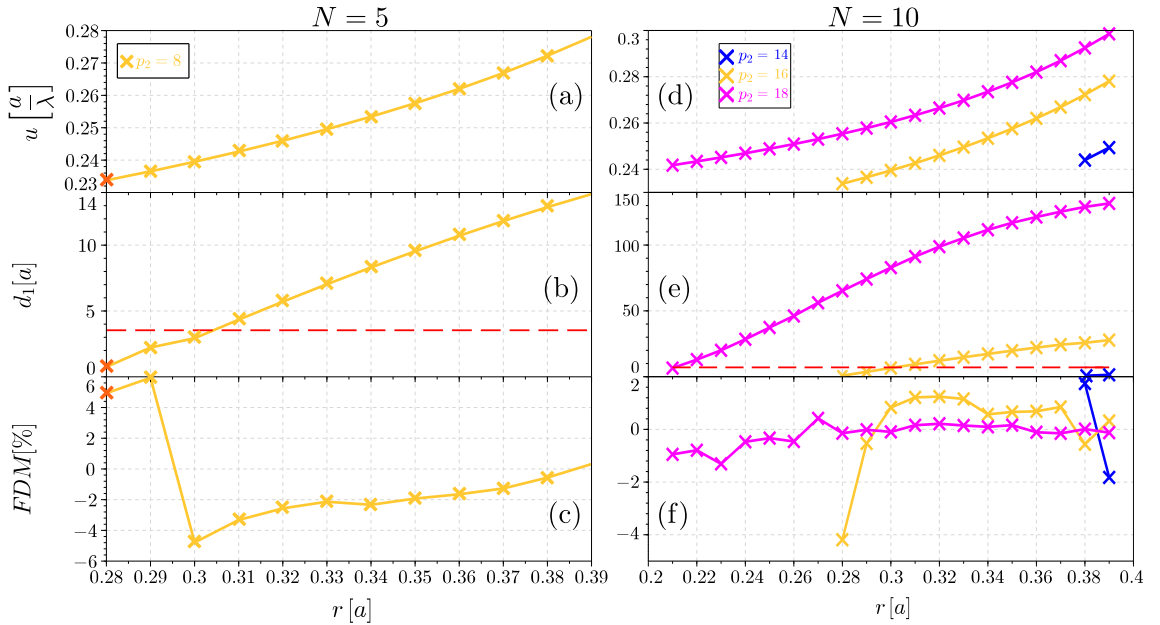 N = 5
N = 10
u [a/λ]
0.28
0.27
0.26
0.25
0.24
0.23
p₂ = 8
(a)
0.3
0.28
0.26
0.24
p₂ = 14
p₂ = 16
p₂ = 18
(d)
d₁[a]
14
10
5
0
(b)
150
100
50
0
(e)
FDM[%]
6
4
2
0
−2
−4
−6
(c)
2
0
−2
−4
(f)
0.28 0.29 0.3 0.31 0.32 0.33 0.34 0.35 0.36 0.37 0.38 0.39
0.2 0.22 0.24 0.26 0.28 0.3 0.32 0.34 0.36 0.38 0.4
r [a]
r [a]